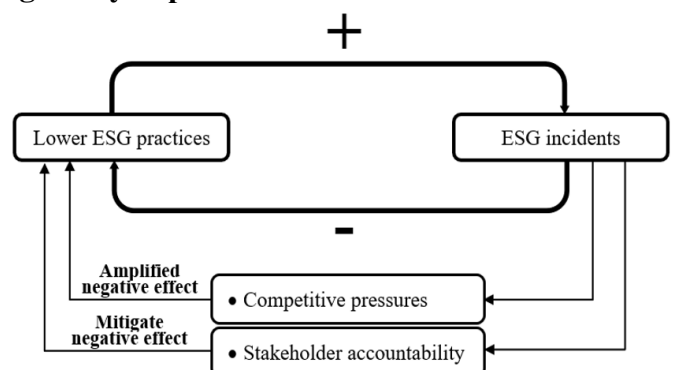 +
Lower ESG practices
ESG incidents
-
Amplified
negative effect
• Competitive pressures
Mitigate
negative effect
• Stakeholder accountability